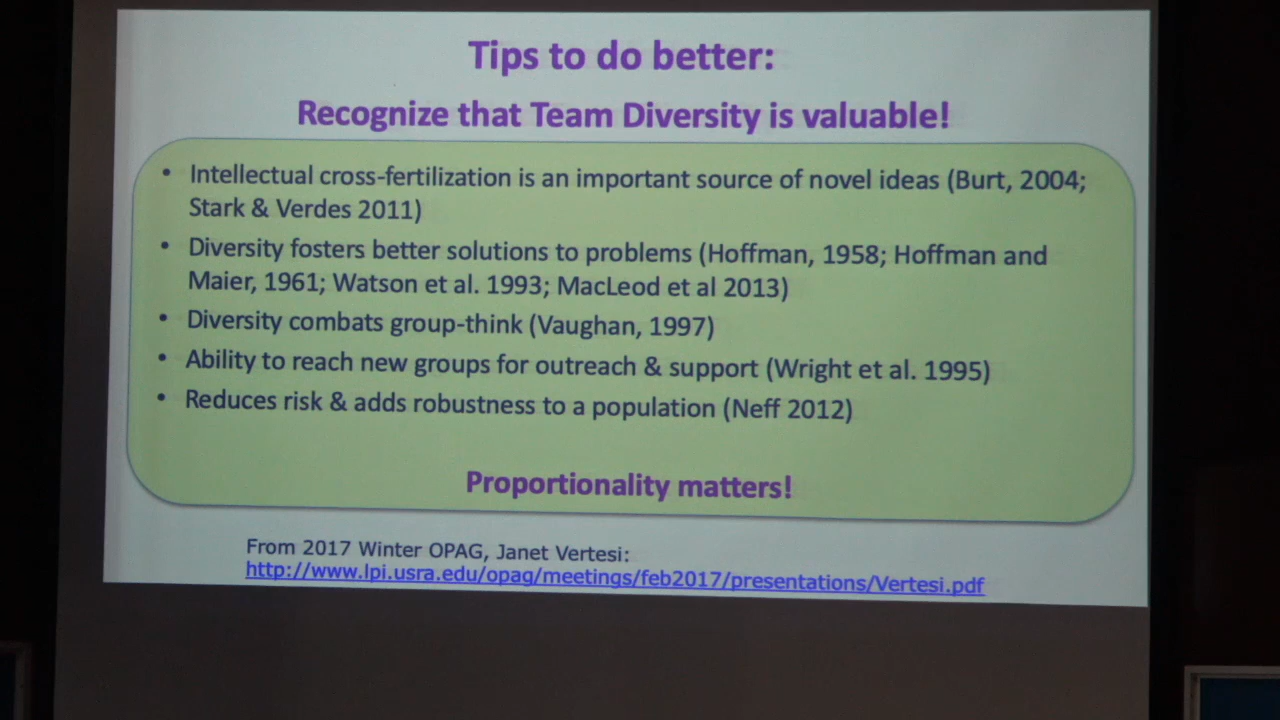 Tips to do better:
Recognize that Team Diversity is valuable!
• Intellectual cross-fertilization is an important source of novel ideas (Burt, 2004;
Stark & Verdes 2011)
• Diversity fosters better solutions to problems (Hoffman, 1958; Hoffman and
Maier, 1961; Watson et al. 1993; MacLeod et al 2013)
• Diversity combats group-think (Vaughan, 1997)
• Ability to reach new groups for outreach & support (Wright et al. 1995)
• Reduces risk & adds robustness to a population (Neff 2012)
Proportionality matters!
From 2017 Winter OPAG, Janet Vertesi:
http://www.lpi.usra.edu/opag/meetings/feb2017/presentations/Vertesi.pdf